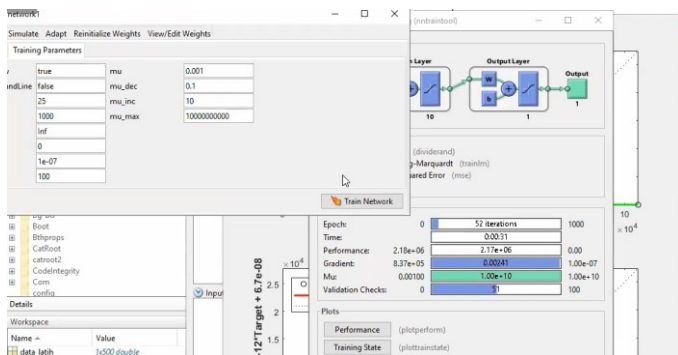 network1
(nntraintool)
Simulate Adapt Reinitialize Weights View/Edit Weights
Training Parameters
true mu 0.001
false mu_dec 0.1
25 mu_inc 10
1000 mu_max 10000000000
Inf
0
1e-07
100
Train Network
Layer Output Layer
Output
W
b
10 1 1
(dividerand)
g-Marquardt (trainlm)
uared Error (mse)
Epoch: 0 52 iterations 1000
Time: 0:00:31
Performance: 2.18e+06 2.17e+06 0.00
Gradient: 8.37e+05 0.00241 1.00e-07
Mu: 0.00100 1.00e+10 1.00e+10
Validation Checks: 0 51 100
Plots
Performance (plotperform)
Training State (plottrainstate)
Boot
Bthprops
CatRoot
catroot2
CodeIntegrity
Com
config
Details
Workspace
Name Value
data_latih 1x500 double
×10⁴
2.5
2
1.5
-12*Target + 6.7e-08
10
×10⁴